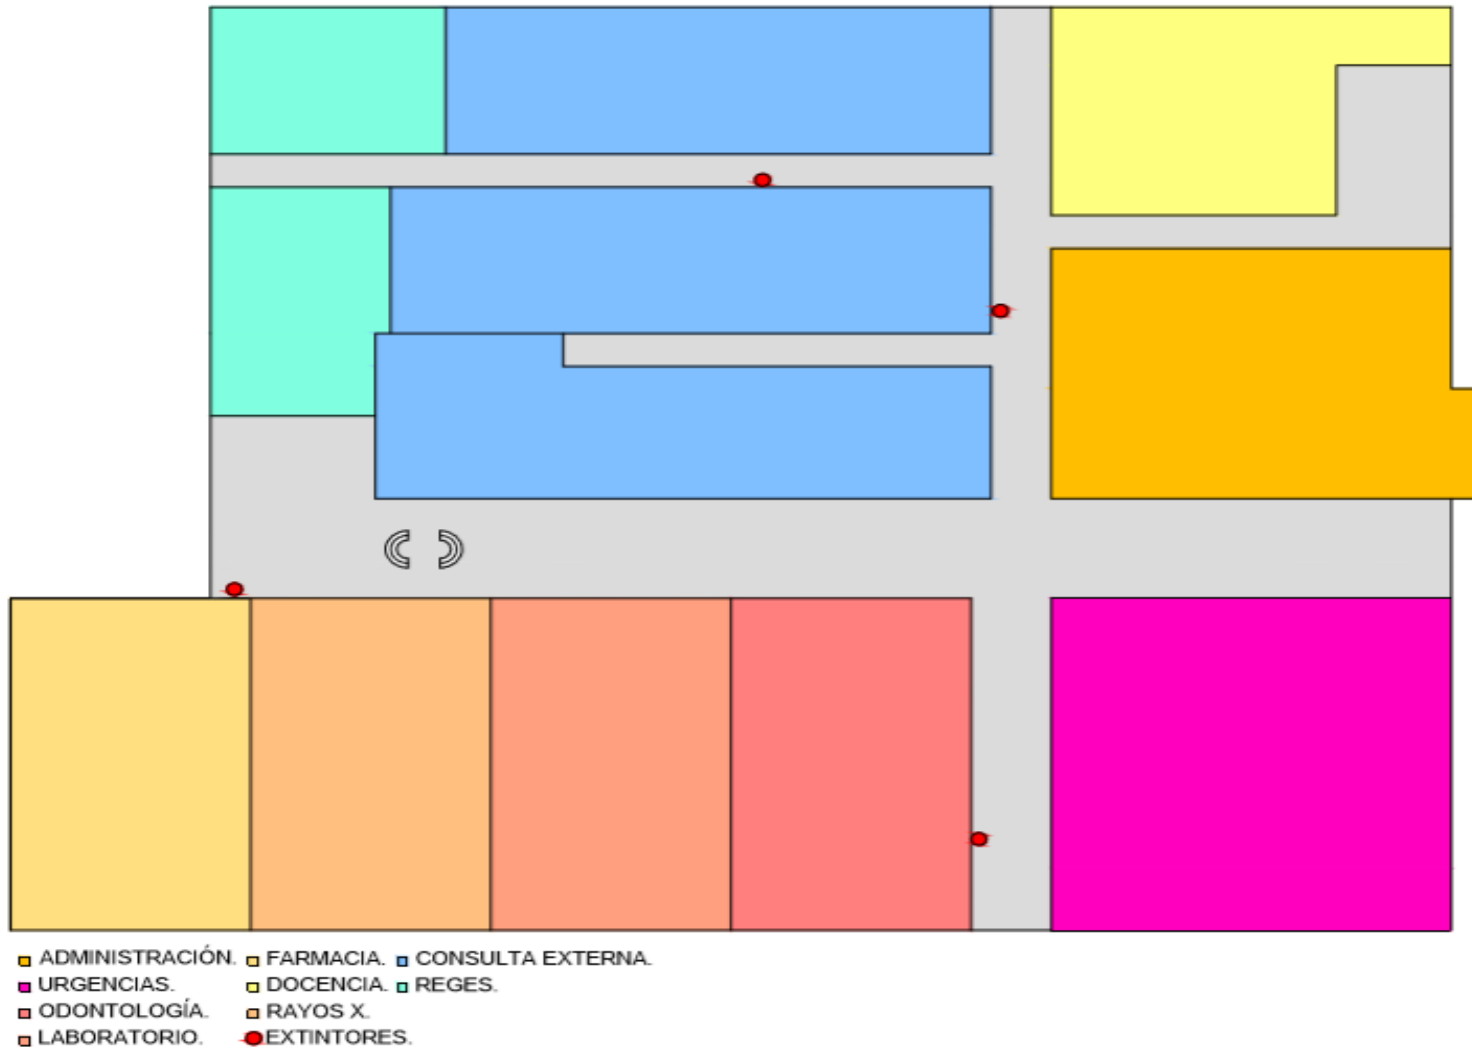 ADMINISTRACIÓN. FARMACIA. CONSULTA EXTERNA.
URGENCIAS. DOCENCIA. REGES.
ODONTOLOGÍA. RAYOS X.
LABORATORIO. EXTINTORES.